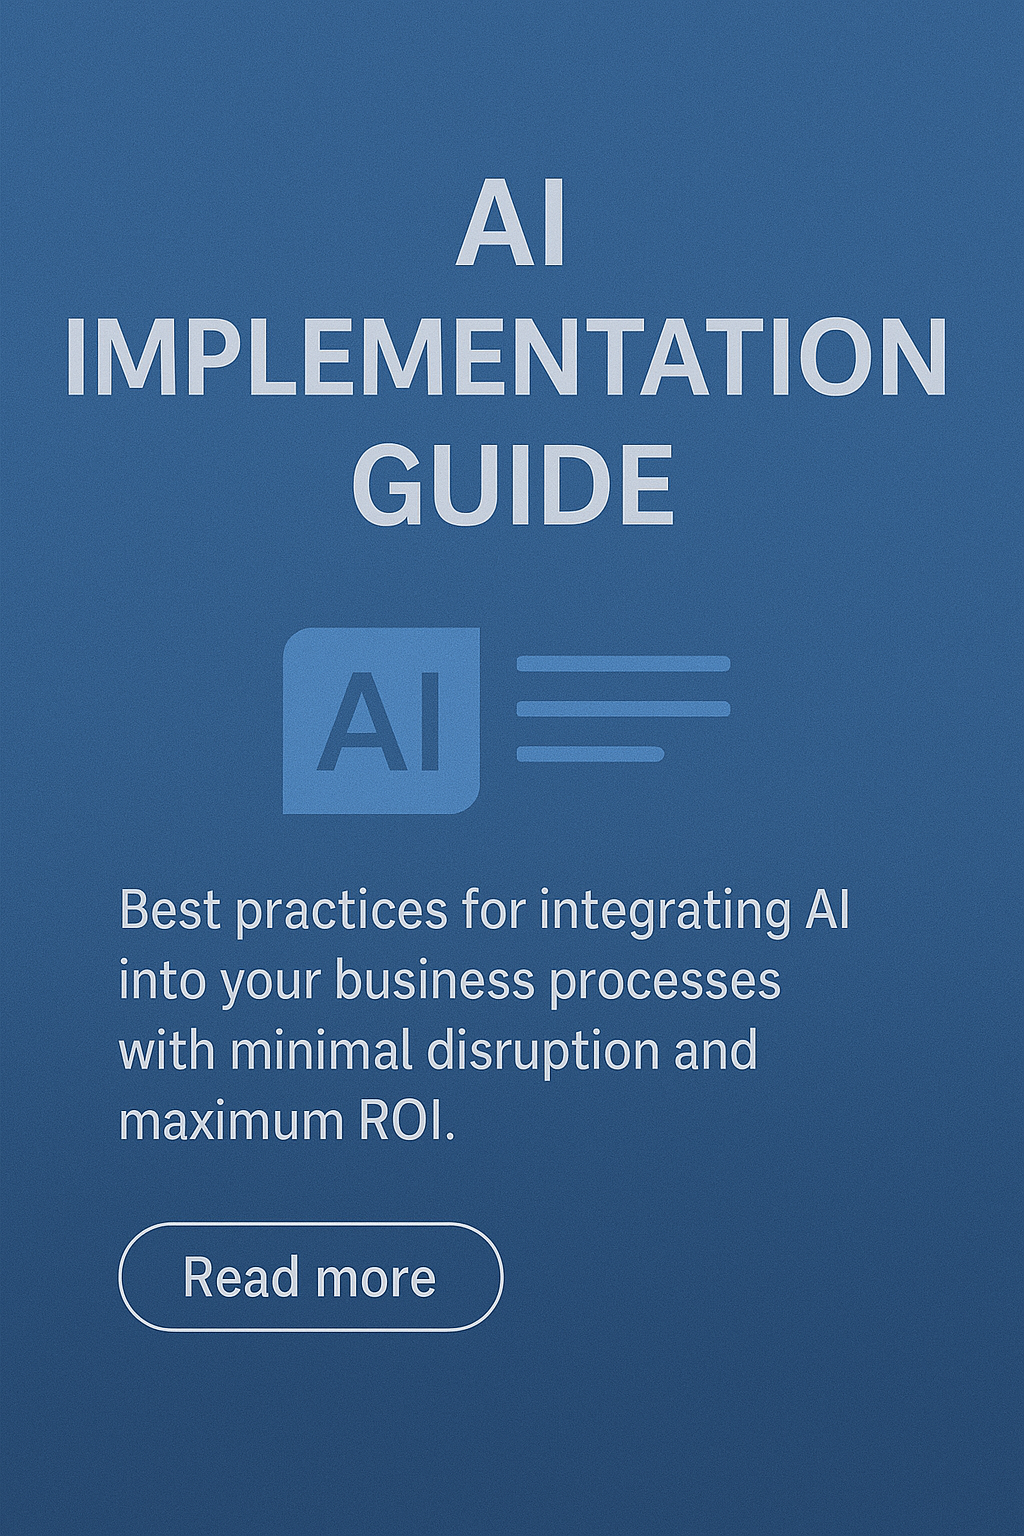 AI
IMPLEMENTATION
GUIDE
AI
Best practices for integrating AI
into your business processes
with minimal disruption and
maximum ROI.
Read more